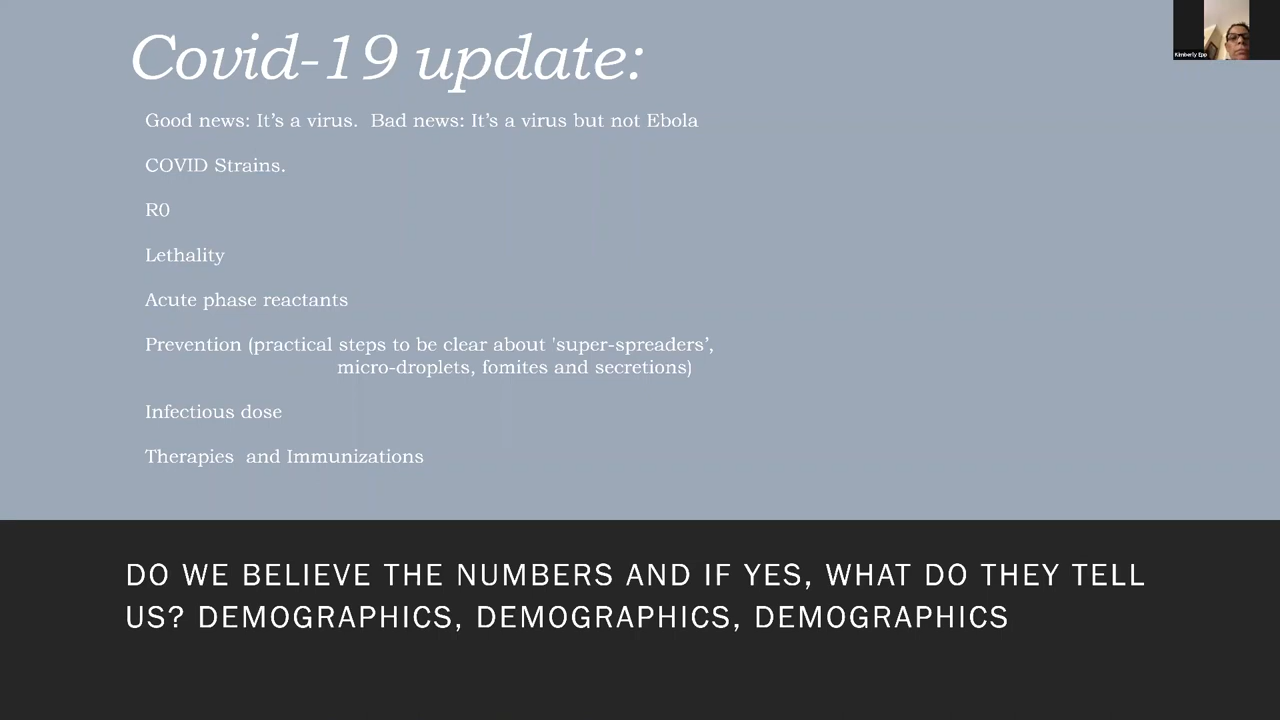 Covid-19 update:
Kimberly Epp
Good news: It's a virus.  Bad news: It's a virus but not Ebola
COVID Strains.
R0
Lethality
Acute phase reactants
Prevention (practical steps to be clear about 'super-spreaders’,
micro-droplets, fomites and secretions)
Infectious dose
Therapies  and Immunizations
DO WE BELIEVE THE NUMBERS AND IF YES, WHAT DO THEY TELL
US? DEMOGRAPHICS, DEMOGRAPHICS, DEMOGRAPHICS